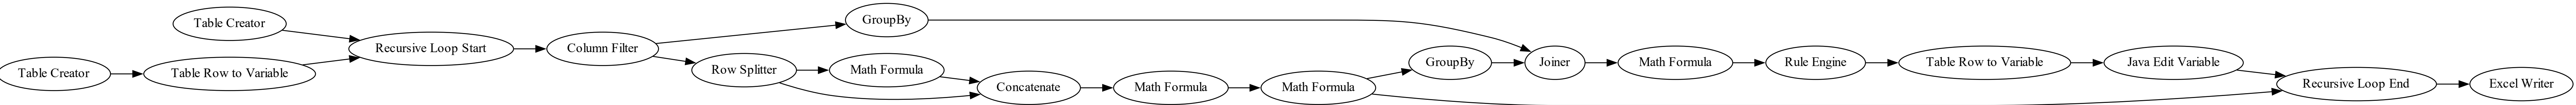 Table Creator
Table Creator
Table Row to Variable
Recursive Loop Start
Column Filter
GroupBy
Row Splitter
Math Formula
Concatenate
Math Formula
Math Formula
GroupBy
Joiner
Math Formula
Rule Engine
Table Row to Variable
Java Edit Variable
Recursive Loop End
Excel Writer